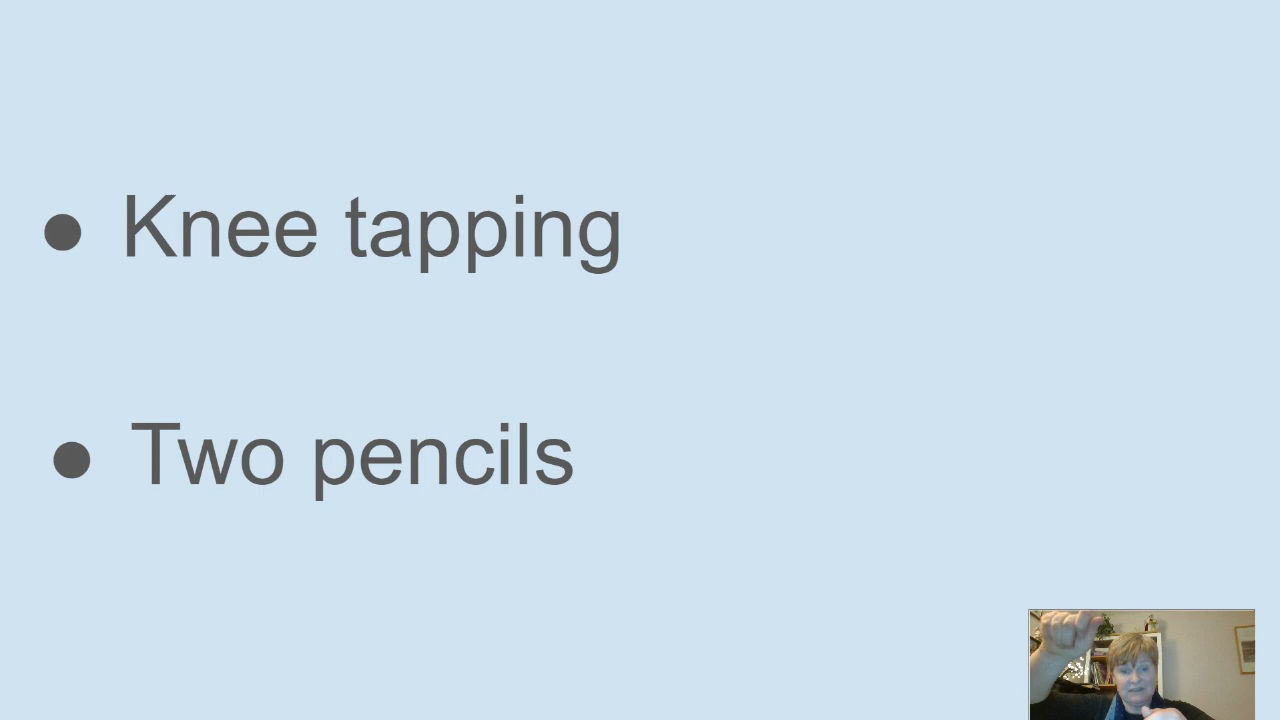 ● Knee tapping
● Two pencils